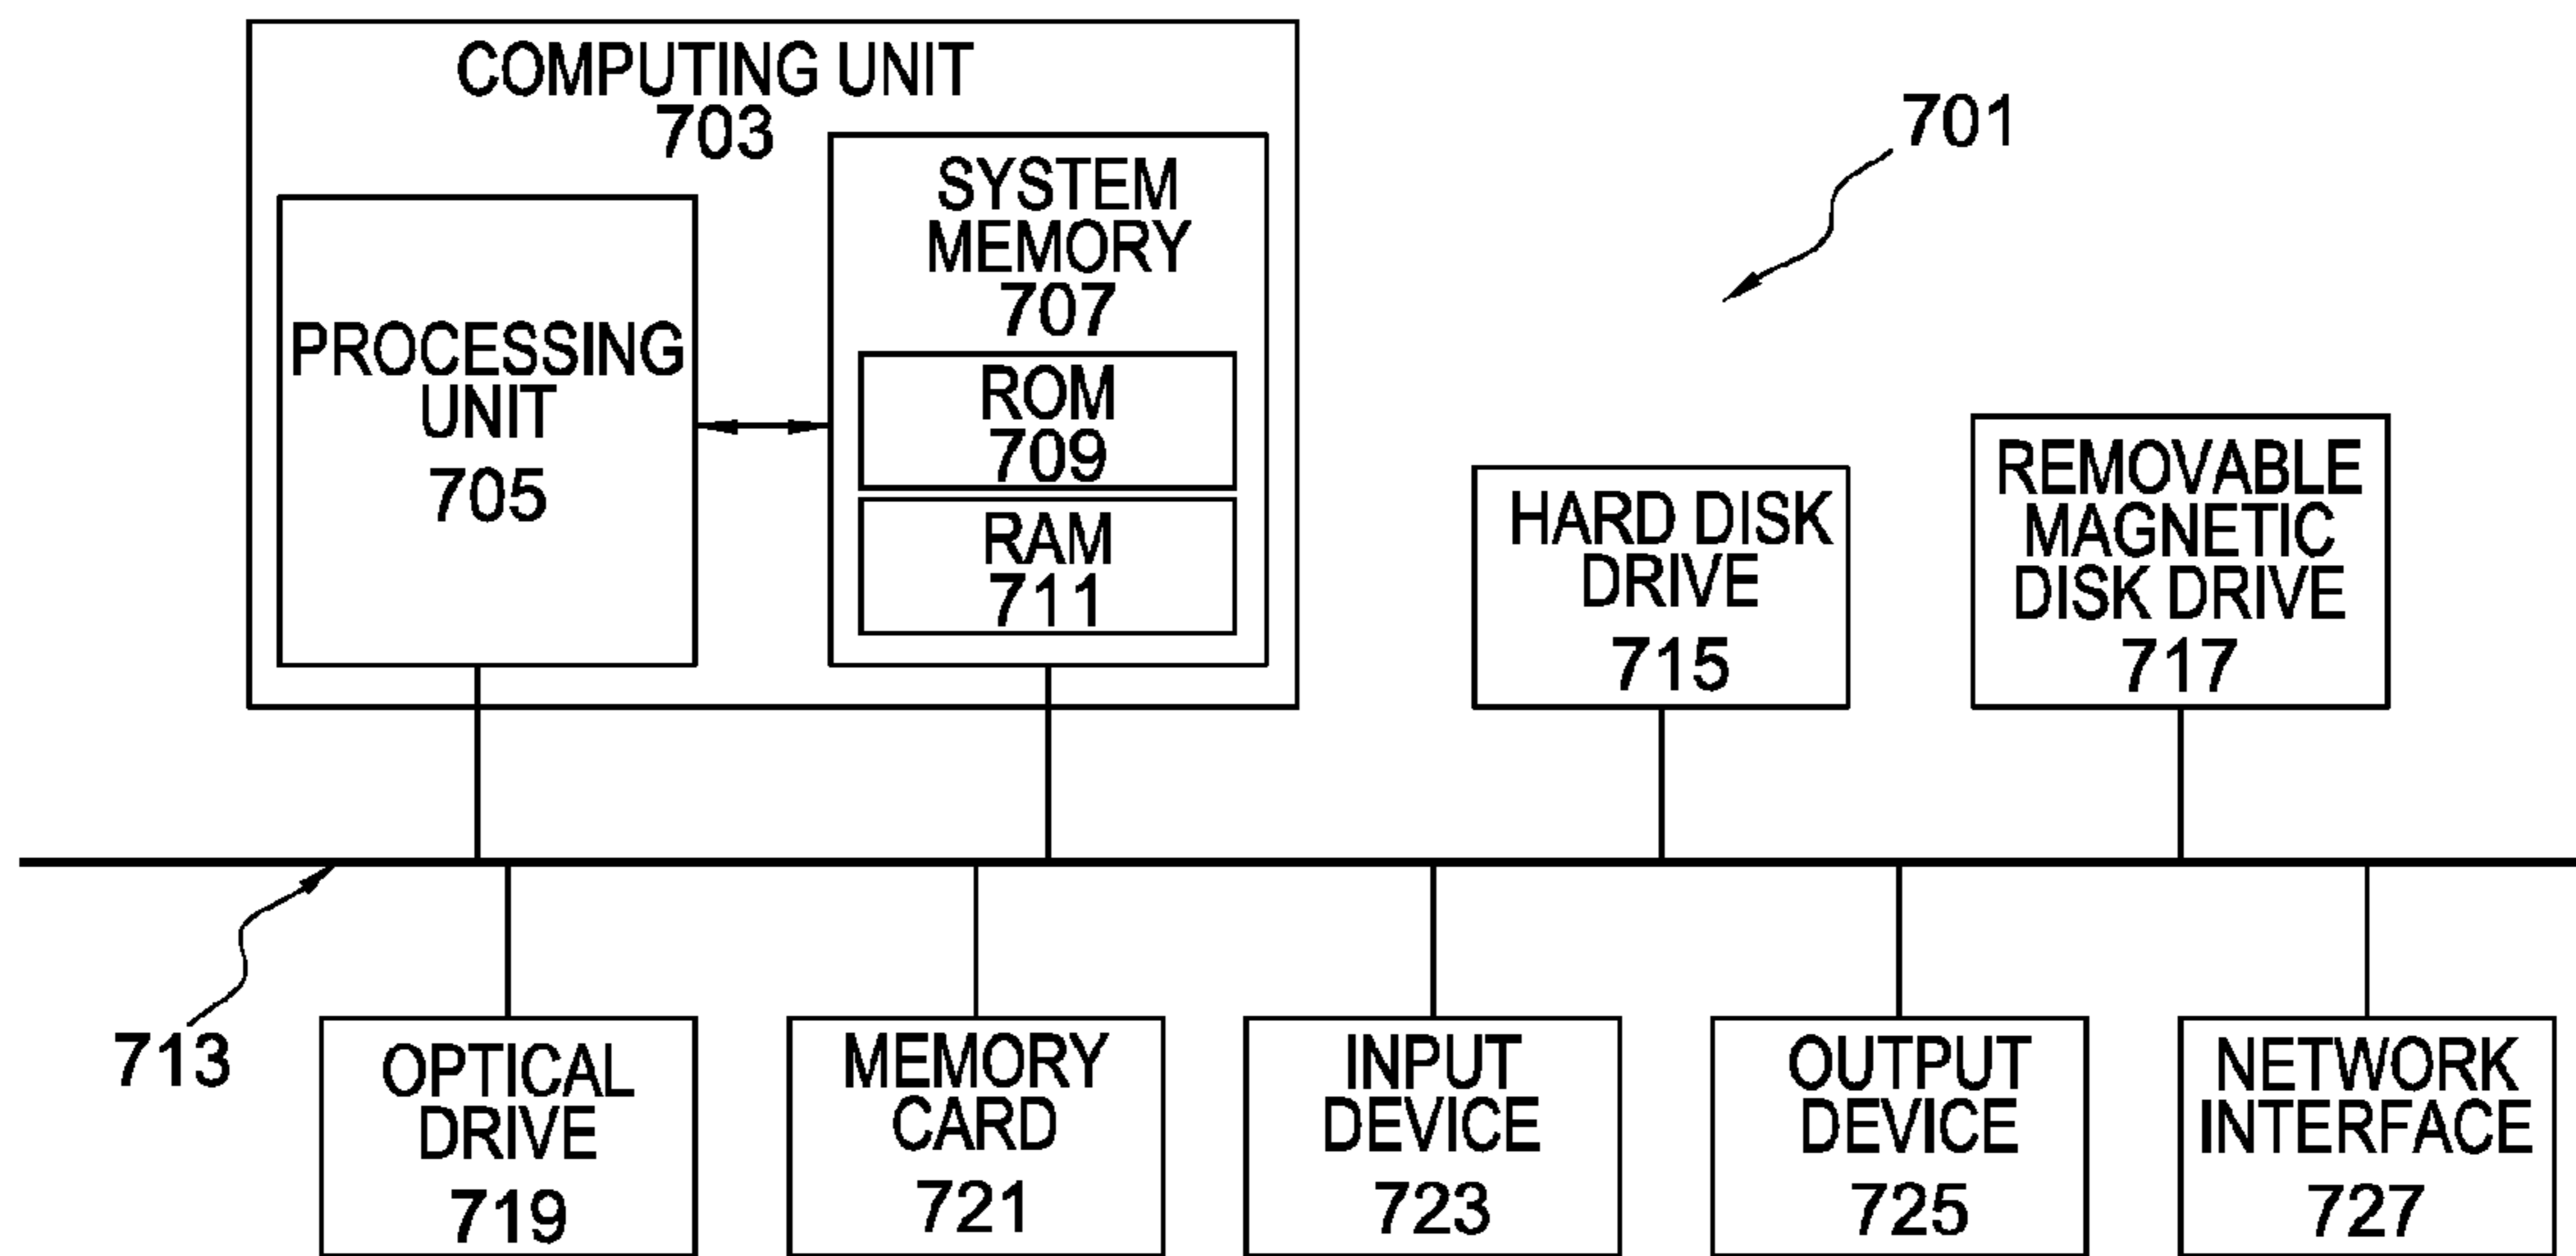 COMPUTING UNIT
703
701
SYSTEM
MEMORY
707
PROCESSING
UNIT
705
ROM
709
RAM
711
HARD DISK
DRIVE
715
REMOVABLE
MAGNETIC
DISK DRIVE
717
713
OPTICAL
DRIVE
719
MEMORY
CARD
721
INPUT
DEVICE
723
OUTPUT
DEVICE
725
NETWORK
INTERFACE
727